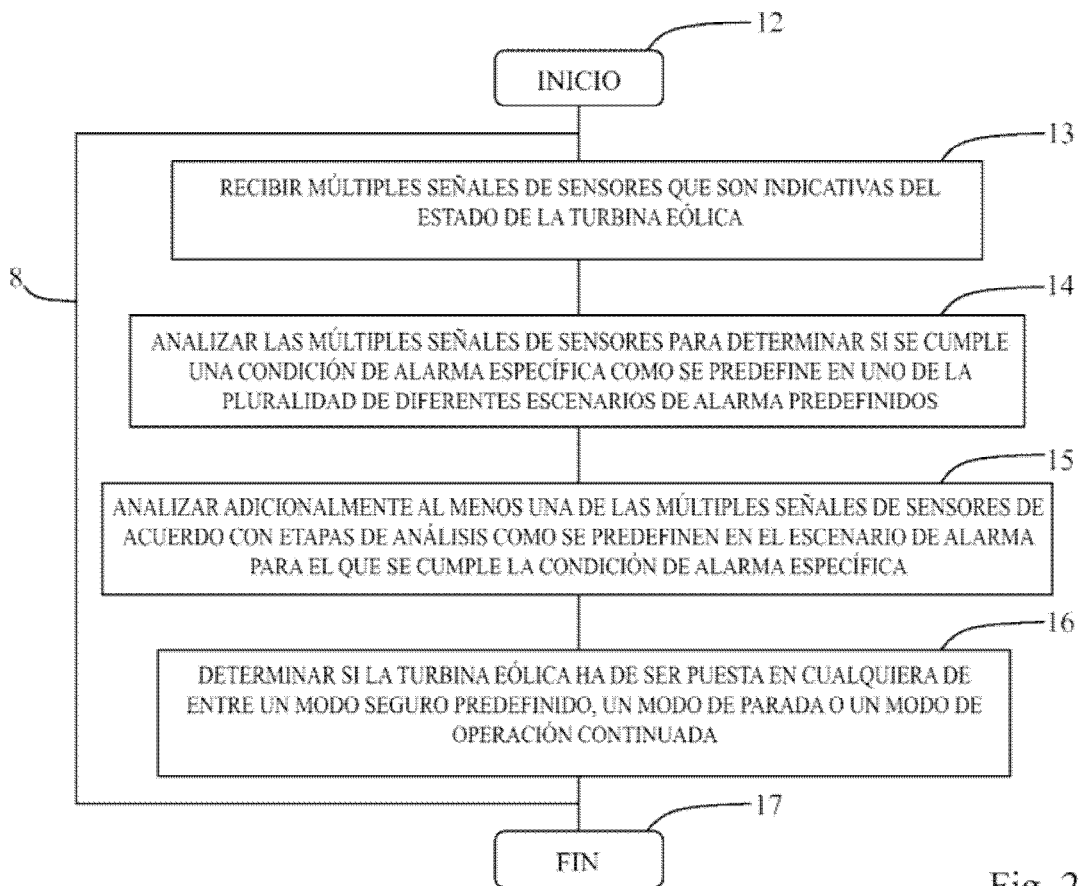 12
INICIO
13
RECIBIR MÚLTIPLES SEÑALES DE SENSORES QUE SON INDICATIVAS DEL
ESTADO DE LA TURBINA EÓLICA
8
14
ANALIZAR LAS MÚLTIPLES SEÑALES DE SENSORES PARA DETERMINAR SI SE CUMPLE
UNA CONDICIÓN DE ALARMA ESPECÍFICA COMO SE PREDEFINE EN UNO DE LA
PLURALIDAD DE DIFERENTES ESCENARIOS DE ALARMA PREDEFINIDOS
15
ANALIZAR ADICIONALMENTE AL MENOS UNA DE LAS MÚLTIPLES SEÑALES DE SENSORES DE
ACUERDO CON ETAPAS DE ANÁLISIS COMO SE PREDEFINEN EN EL ESCENARIO DE ALARMA
PARA EL QUE SE CUMPLE LA CONDICIÓN DE ALARMA ESPECÍFICA
16
DETERMINAR SI LA TURBINA EÓLICA HA DE SER PUESTA EN CUALQUIERA DE
ENTRE UN MODO SEGURO PREDEFINIDO, UN MODO DE PARADA O UN MODO DE
OPERACIÓN CONTINUADA
17
FIN
Fig. 2